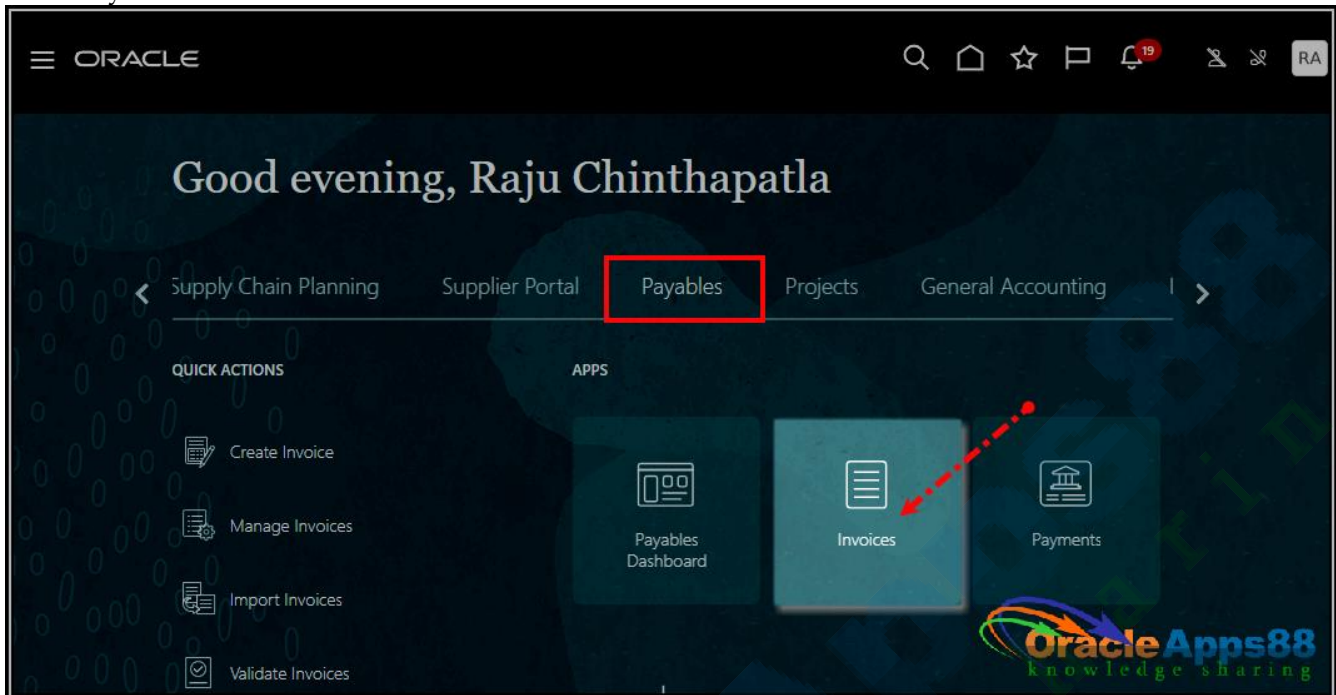 ORACLE
19
RA
Good evening, Raju Chinthapatla
Supply Chain Planning
Supplier Portal
Payables
Projects
General Accounting
QUICK ACTIONS
APPS
Create Invoice
Manage Invoices
Import Invoices
Validate Invoices
Payables
Dashboard
Invoices
Payments
OracleApps88
knowledge sharing